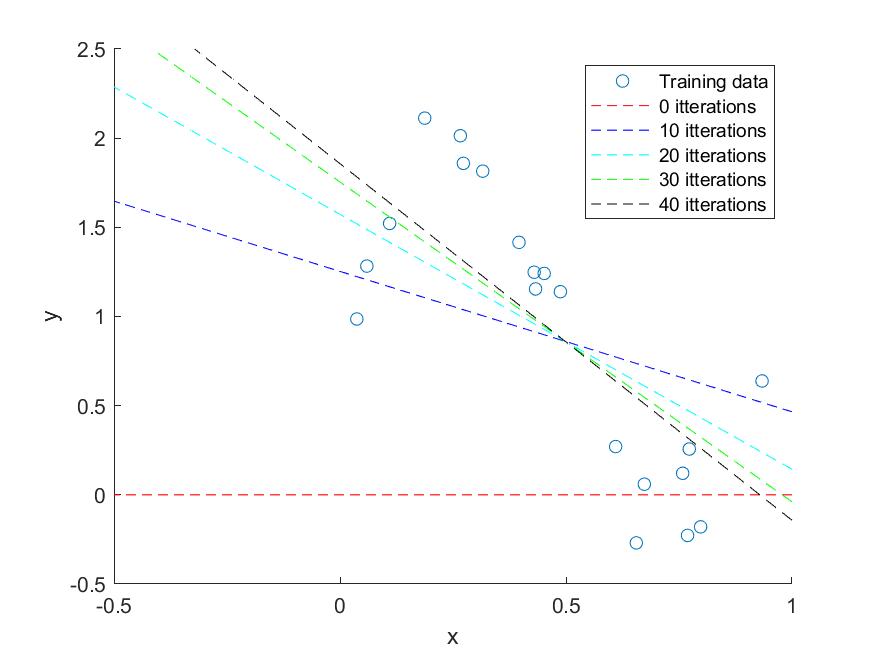 2.5
2
1.5
1
0.5
0
-0.5
-0.5
0
0.5
1
x
y
Training data
0 itterations
10 itterations
20 itterations
30 itterations
40 itterations